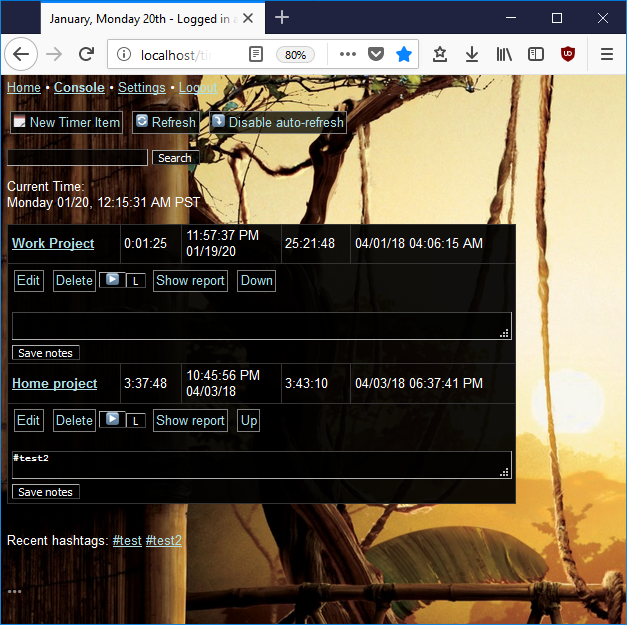 January, Monday 20th - Logged in a
localhost/ti
80%
Home • Console • Settings • Logout
New Timer Item Refresh Disable auto-refresh
Search
Current Time:
Monday 01/20, 12:15:31 AM PST
Work Project 0:01:25 11:57:37 PM 25:21:48 04/01/18 04:06:15 AM
01/19/20
Edit Delete L Show report Down
Save notes
Home project 3:37:48 10:45:56 PM 3:43:10 04/03/18 06:37:41 PM
04/03/18
Edit Delete L Show report Up
#test2
Save notes
Recent hashtags: #test #test2
...